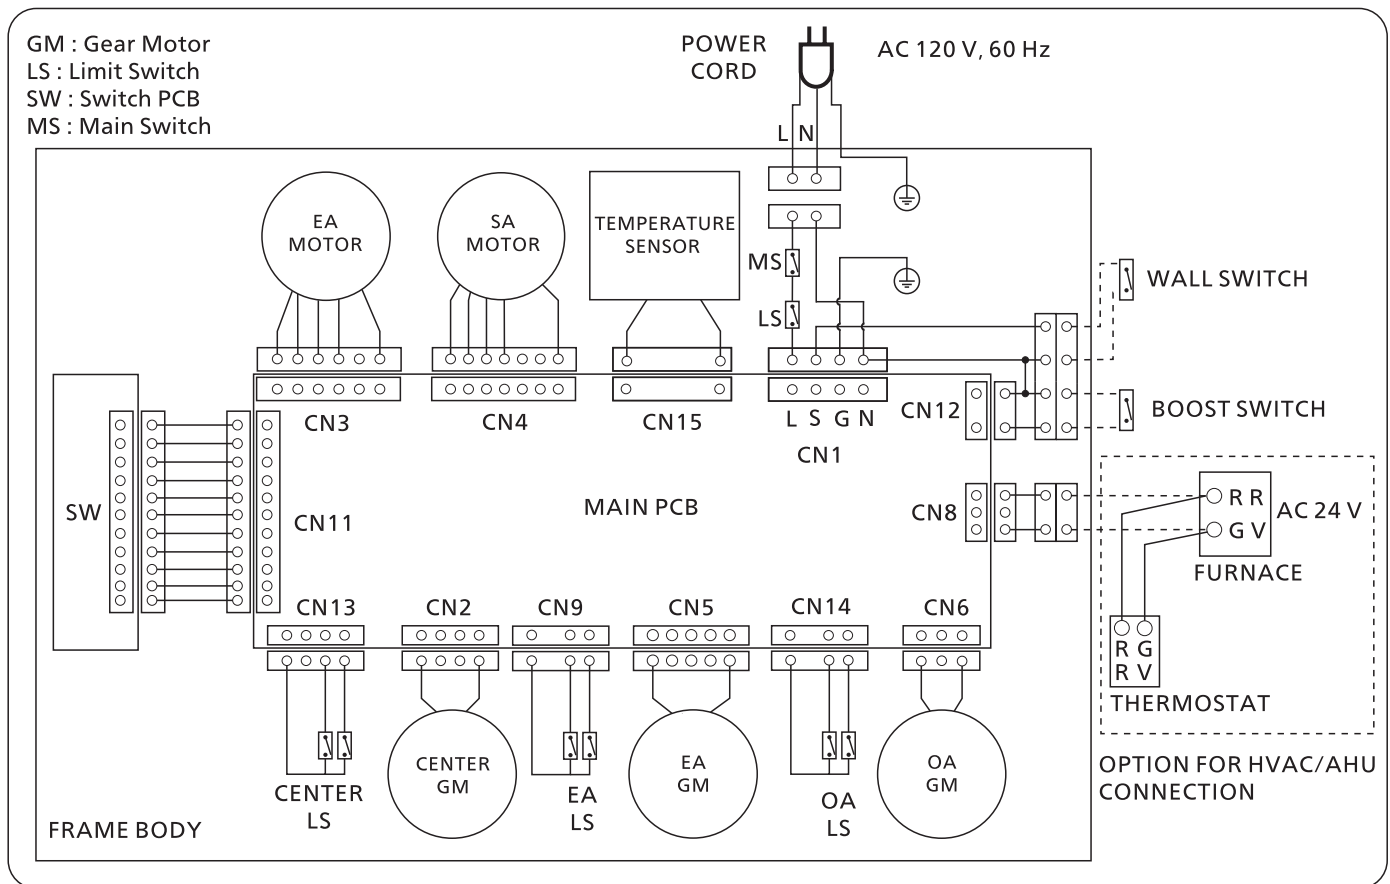 GM : Gear Motor
LS : Limit Switch
SW : Switch PCB
MS : Main Switch
POWER
CORD
AC 120 V, 60 Hz
L N
EA
MOTOR
SA
MOTOR
TEMPERATURE
SENSOR
MS
LS
WALL SWITCH
BOOST SWITCH
CN3
CN4
CN15
L S G N
CN1
CN12
SW
CN11
MAIN PCB
CN8
R R
G V
AC 24 V
FURNACE
CN13
CN2
CN9
CN5
CN14
CN6
R G
R V
THERMOSTAT
CENTER
LS
CENTER
GM
EA
LS
EA
GM
OA
LS
OA
GM
OPTION FOR HVAC/AHU
CONNECTION
FRAME BODY